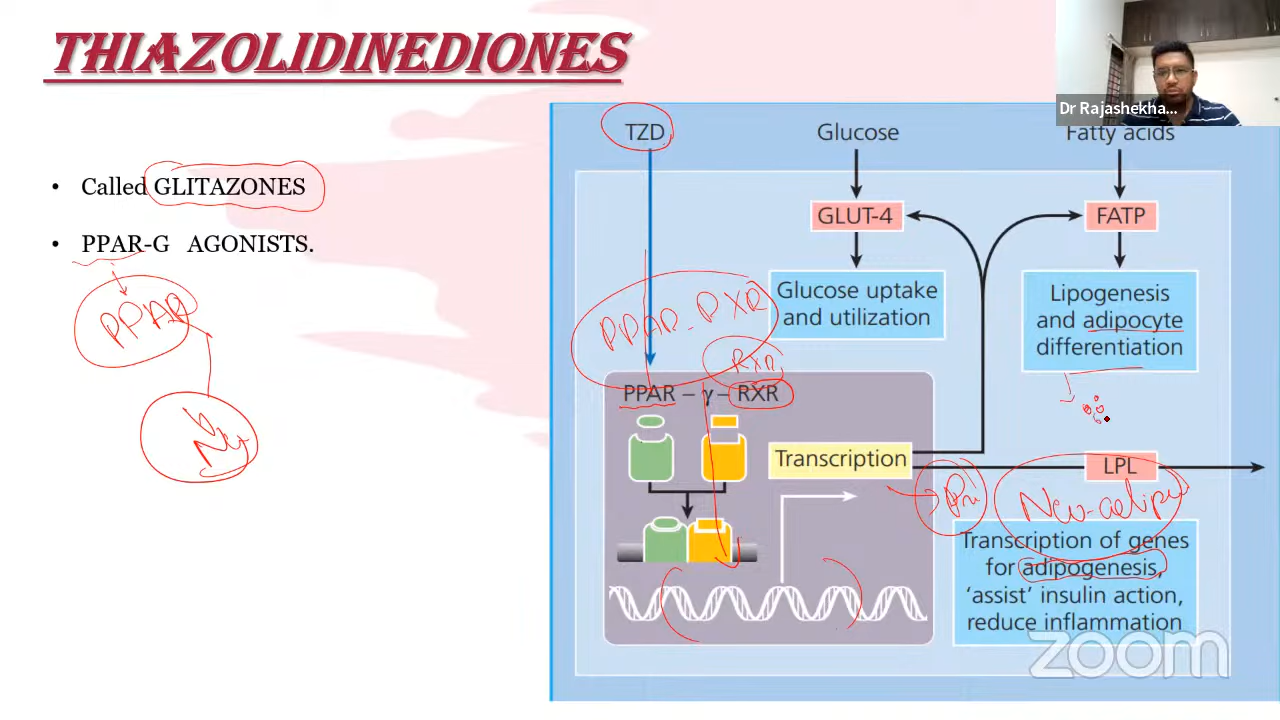 THIAZOLIDINEDIONES
Dr Rajashekha...
• Called GLITAZONES
• PPAR-G AGONISTS.
PPAR
TZD
Glucose
Fatty acids
GLUT-4
FATP
Glucose uptake
and utilization
Lipogenesis
and adipocyte
differentiation
PPAR - RXR
RXR
PPAR – γ – RXR
Transcription
LPL
Transcription of genes
for adipogenesis,
'assist' insulin action,
reduce inflammation
zoom